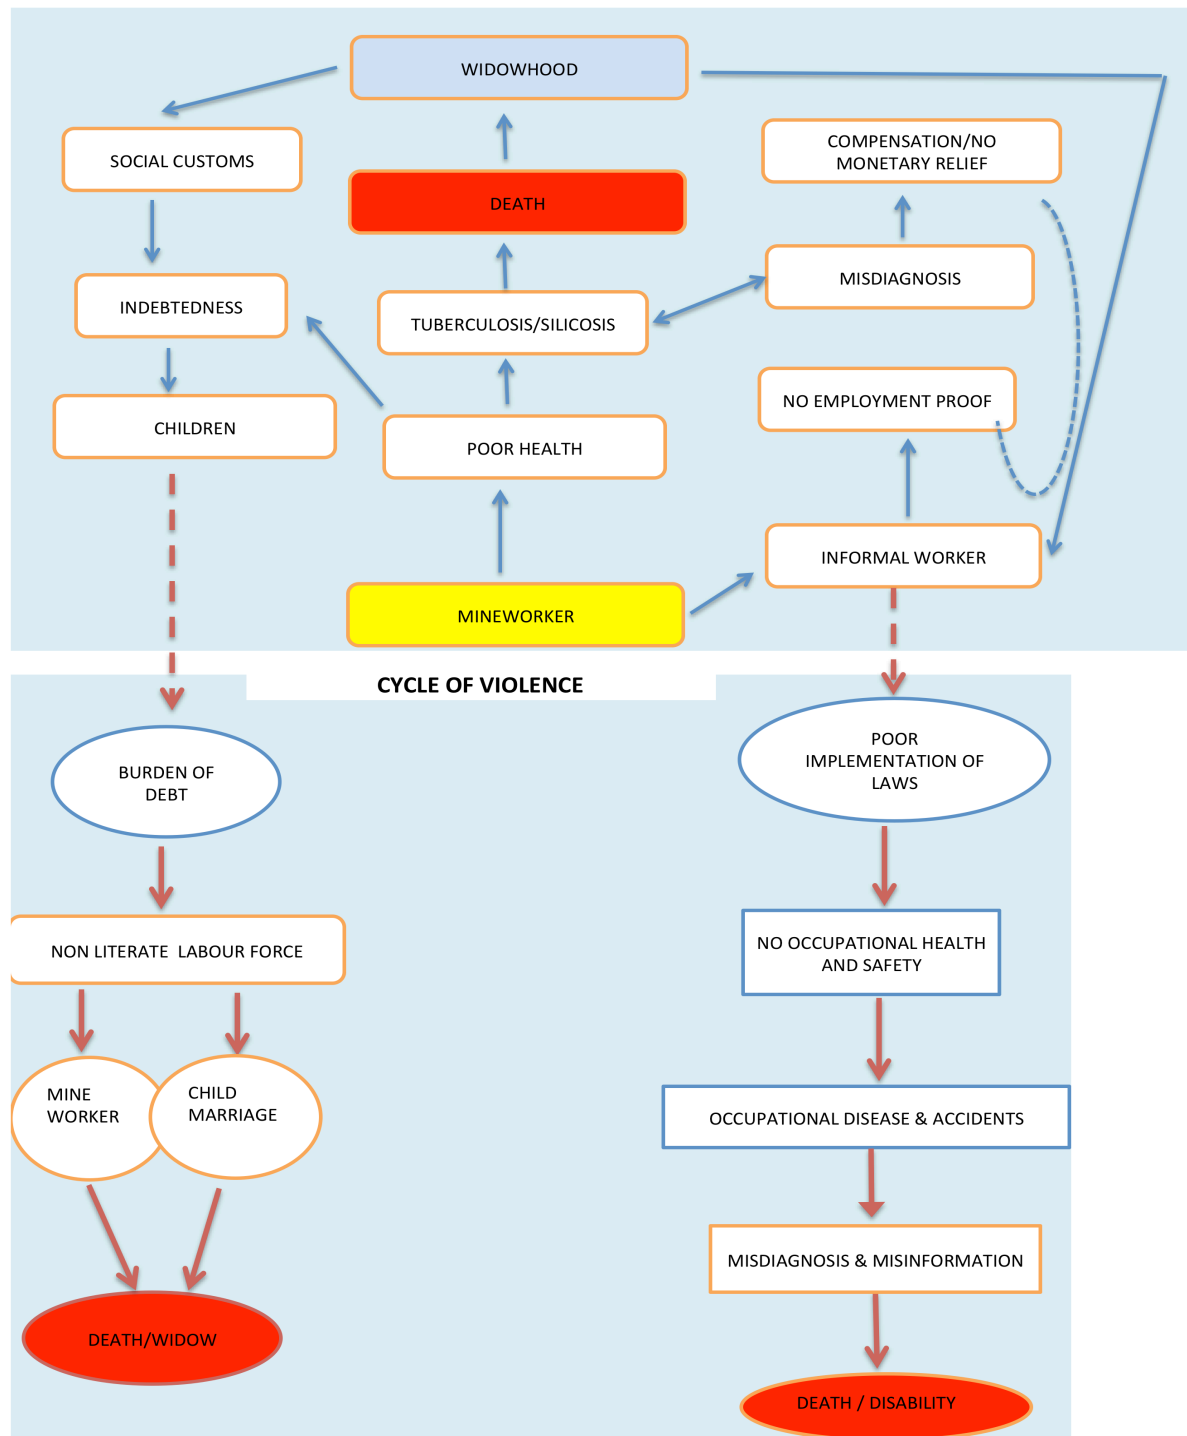 WIDOWHOOD
SOCIAL CUSTOMS
COMPENSATION/NO
MONETARY RELIEF
DEATH
INDEBTEDNESS
TUBERCULOSIS/SILICOSIS
MISDIAGNOSIS
CHILDREN
POOR HEALTH
NO EMPLOYMENT PROOF
INFORMAL WORKER
MINEWORKER
CYCLE OF VIOLENCE
BURDEN OF
DEBT
POOR
IMPLEMENTATION OF
LAWS
NON LITERATE  LABOUR FORCE
NO OCCUPATIONAL HEALTH
AND SAFETY
MINE
WORKER
CHILD
MARRIAGE
OCCUPATIONAL DISEASE & ACCIDENTS
MISDIAGNOSIS & MISINFORMATION
DEATH/WIDOW
DEATH / DISABILITY